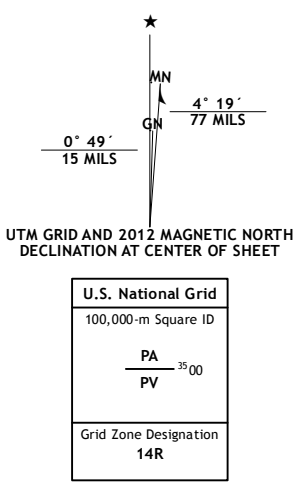 ★
MN
GN
4° 19´
77 MILS
0° 49´
15 MILS
UTM GRID AND 2012 MAGNETIC NORTH
DECLINATION AT CENTER OF SHEET
U.S. National Grid
100,000-m Square ID
PA
PV
³⁵00
Grid Zone Designation
14R